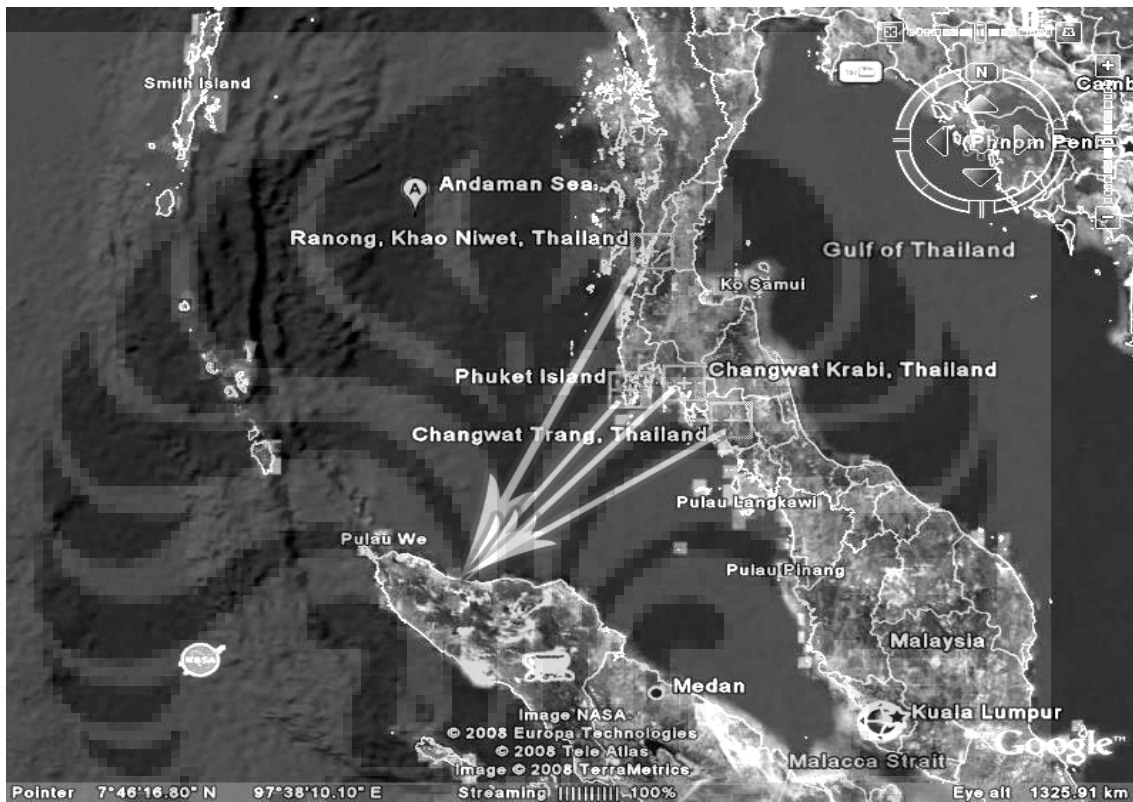 N
Smith Island
Camb
Phnom Penh
A
Andaman Sea
Ranong, Khao Niwet, Thailand
Gulf of Thailand
Ko Samui
Phuket Island
Changwat Krabi, Thailand
Changwat Trang, Thailand
Pulau Langkawi
Pulau We
Pulau Pinang
Malaysia
NASA
Medan
Kuala Lumpur
Image NASA
© 2008 Europa Technologies
© 2008 Tele Atlas
Image © 2008 TerraMetrics
Google™
Malacca Strait
Pointer 7°46'16.80" N 97°38'10.10" E Streaming |||||||||| 100% Eye alt 1325.91 km